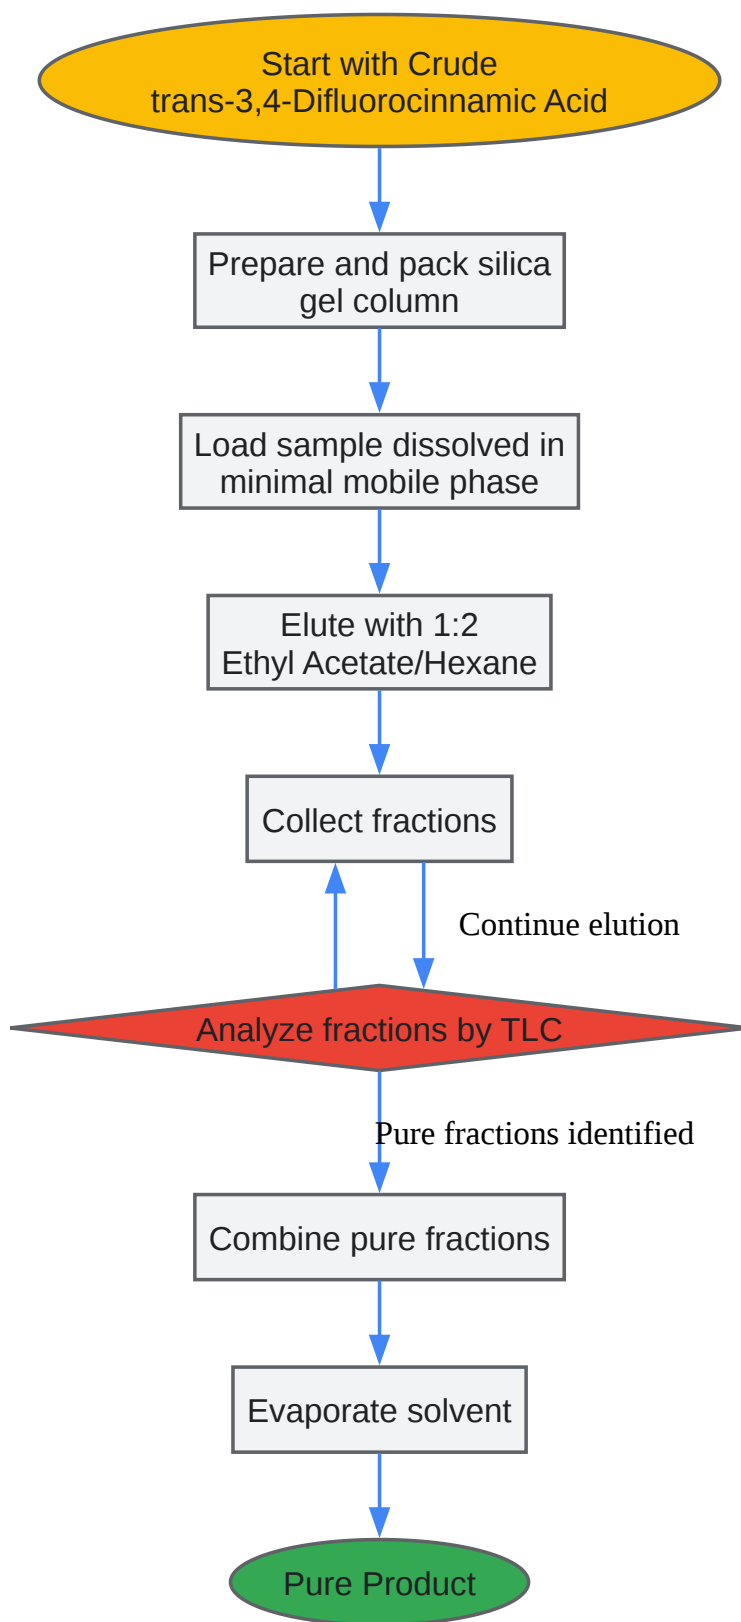 Start with Crude
trans-3,4-Difluorocinnamic Acid
Prepare and pack silica
gel column
Load sample dissolved in
minimal mobile phase
Elute with 1:2
Ethyl Acetate/Hexane
Collect fractions
Continue elution
Analyze fractions by TLC
Pure fractions identified
Combine pure fractions
Evaporate solvent
Pure Product